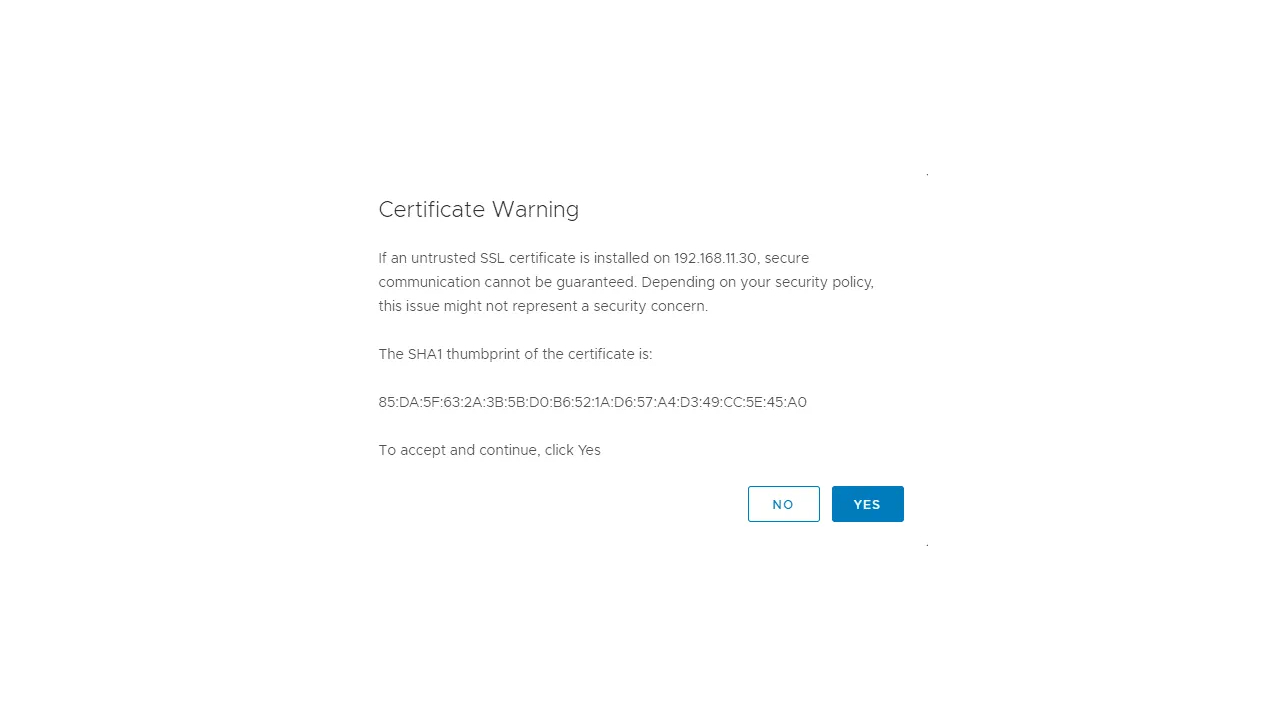 Certificate Warning
If an untrusted SSL certificate is installed on 192.168.11.30, secure
communication cannot be guaranteed. Depending on your security policy,
this issue might not represent a security concern.
The SHA1 thumbprint of the certificate is:
85:DA:5F:63:2A:3B:5B:D0:B6:52:1A:D6:57:A4:D3:49:CC:5E:45:A0
To accept and continue, click Yes
NO YES